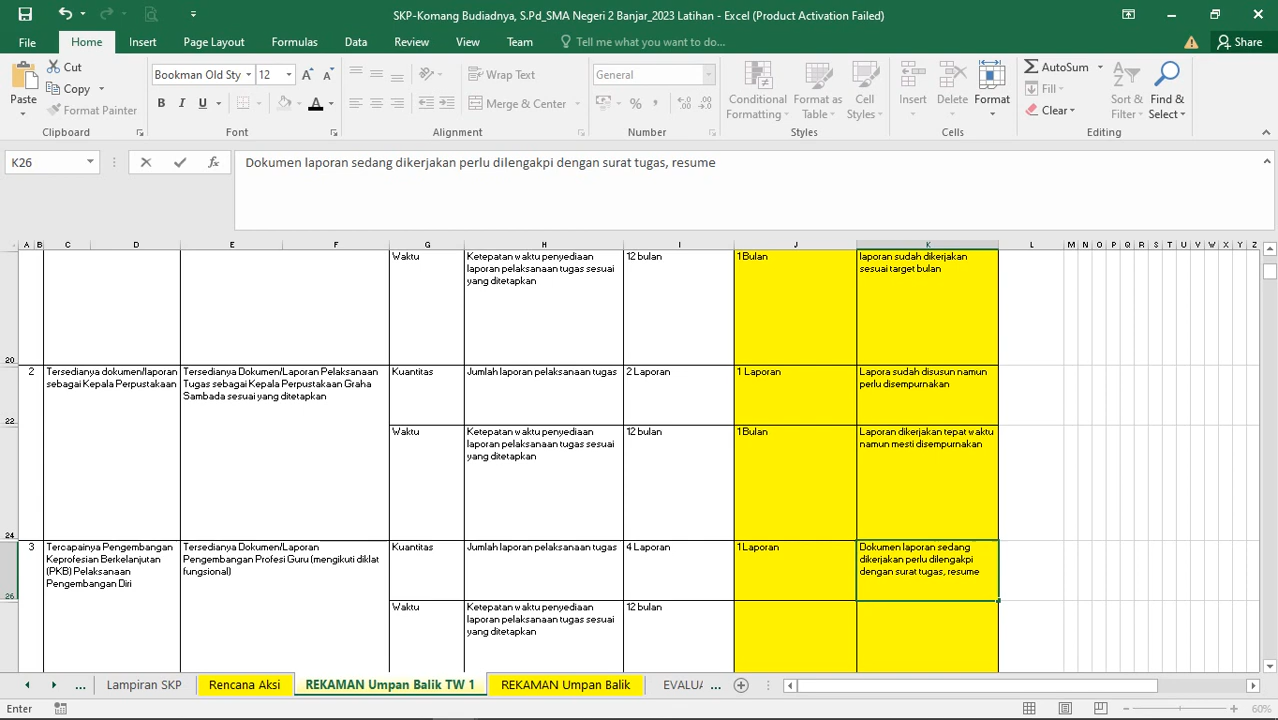 SKP-Komang Budiadnya, S.Pd_SMA Negeri 2 Banjar_2023 Latihan - Excel (Product Activation Failed)
File Home Insert Page Layout Formulas Data Review View Team Tell me what you want to do... Share
Paste
Cut
Copy
Format Painter
Clipboard
Bookman Old Sty 12
B I U
Font
Wrap Text
Merge & Center
Alignment
General
Number
Conditional Formatting
Format as Table
Cell Styles
Styles
Insert
Delete
Format
Cells
AutoSum
Fill
Clear
Sort & Filter
Find & Select
Editing
K26
fx
Dokumen laporan sedang dikerjakan perlu dilengakpi dengan surat tugas, resume
A B C D E F G H I J K L M N O P Q R S T U V W X Y Z
20
Waktu
Ketepatan waktu penyediaan
laporan pelaksanaan tugas sesuai
yang ditetapkan
12 bulan
1 Bulan
laporan sudah dikerjakan
sesuai target bulan
22
2
Tersedianya dokumen/laporan
sebagai Kepala Perpustakaan
Tersedianya Dokumen/Laporan Pelaksanaan
Tugas sebagai Kepala Perpustakaan Graha
Sambada sesuai yang ditetapkan
Kuantitas
Jumlah laporan pelaksanaan tugas
2 Laporan
1 Laporan
Lapora sudah disusun namun
perlu disempurnakan
24
Waktu
Ketepatan waktu penyediaan
laporan pelaksanaan tugas sesuai
yang ditetapkan
12 bulan
1 Bulan
Laporan dikerjakan tepat waktu
namun mesti disempurnakan
26
3
Tercapainya Pengembangan
Keprofesian Berkelanjutan
(PKB) Pelaksanaan
Pengembangan Diri
Tersedianya Dokumen/Laporan
Pengembangan Profesi Guru (mengikuti diklat
fungsional)
Kuantitas
Jumlah laporan pelaksanaan tugas
4 Laporan
1 Laporan
Dokumen laporan sedang
dikerjakan perlu dilengakpi
dengan surat tugas, resume
Waktu
Ketepatan waktu penyediaan
laporan pelaksanaan tugas sesuai
yang ditetapkan
12 bulan
... Lampiran SKP Rencana Aksi REKAMAN Umpan Balik TW 1 REKAMAN Umpan Balik EVALUA ...
Enter
60%